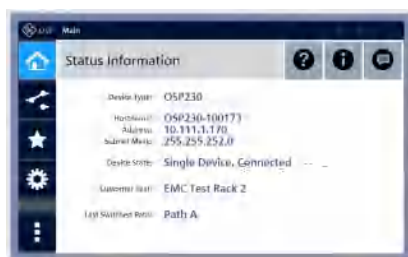 OSP Main
Status Information
Device Type: OSP230
Hostname: OSP230-100173
Address: 10.111.1.170
Subnet Mask: 255.255.252.0
Device State: Single Device, Connected
Customer Text: EMC Test Rack 2
Last Switched Path: Path A